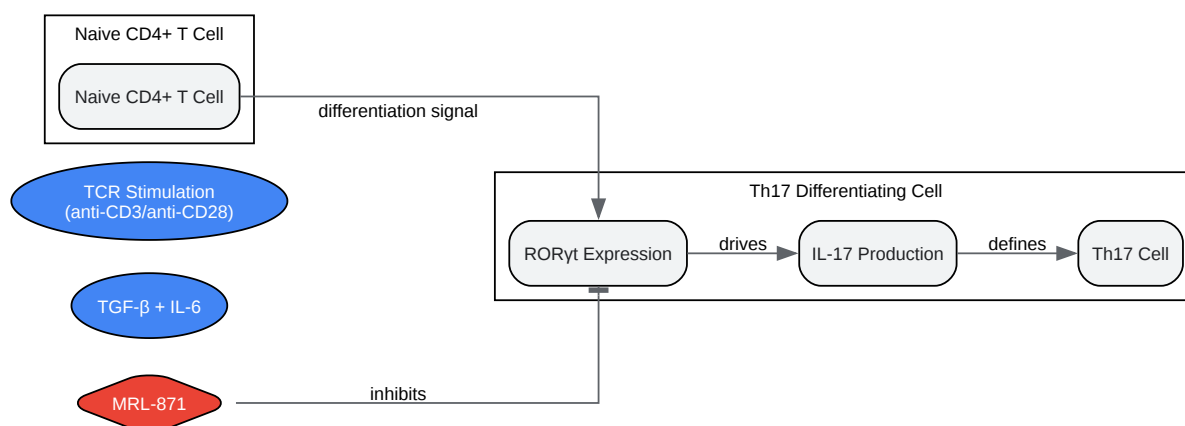 Naive CD4+ T Cell
Naive CD4+ T Cell
differentiation signal
TCR Stimulation
(anti-CD3/anti-CD28)
Th17 Differentiating Cell
RORγt Expression
drives
IL-17 Production
defines
Th17 Cell
TGF-β + IL-6
MRL-871
inhibits